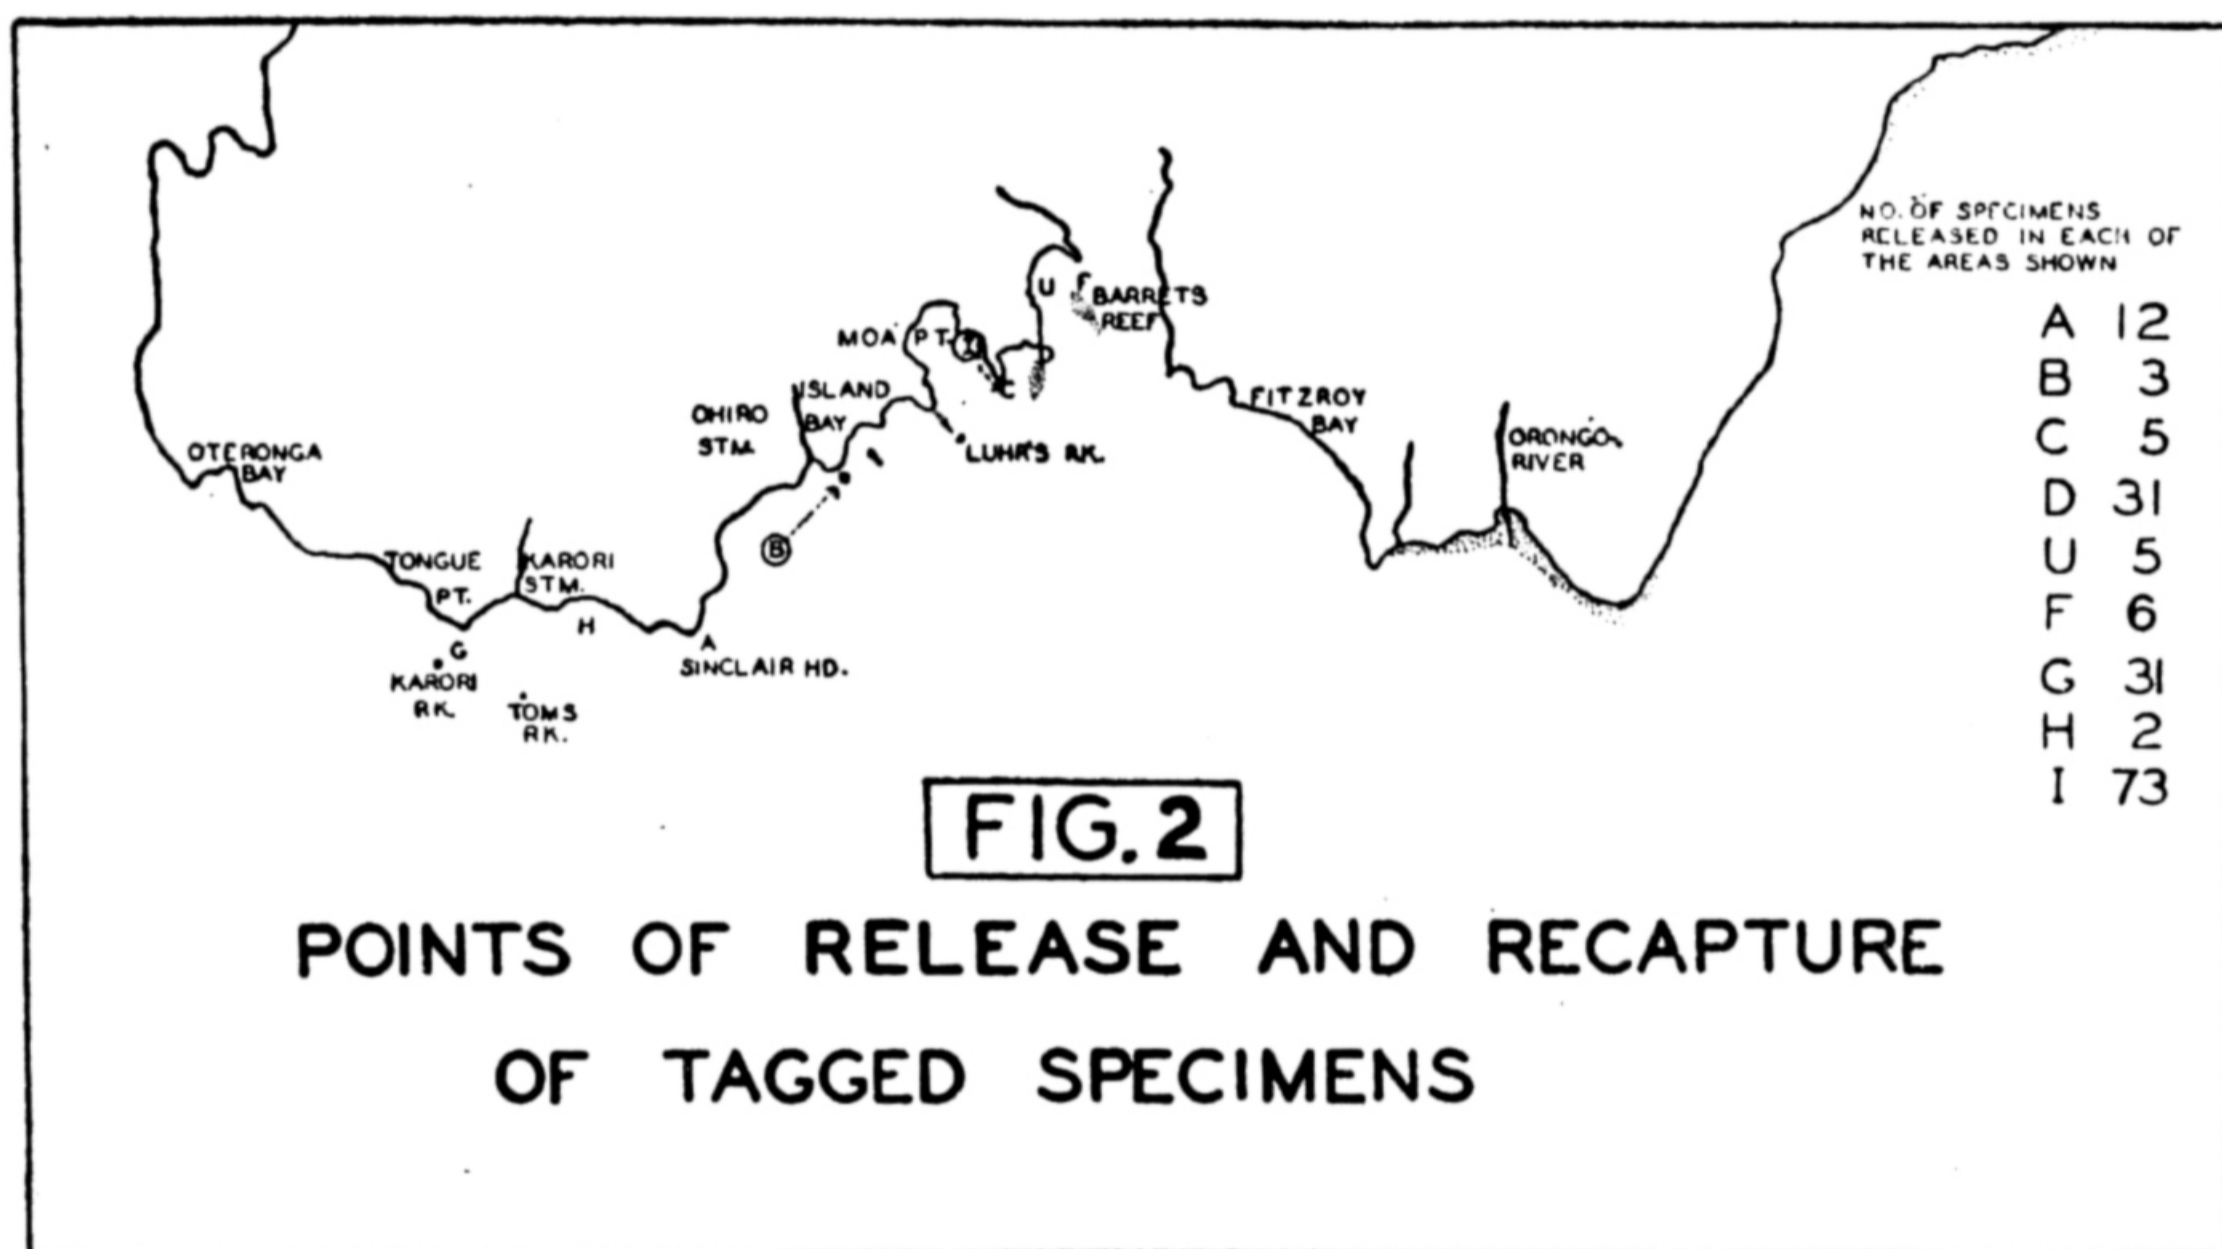 NO. OF SPECIMENS
RELEASED IN EACH OF
THE AREAS SHOWN
A 12
B 3
C 5
D 31
U 5
F 6
G 31
H 2
I 73
U
F
BARRETS
REEF
MOA PT.
I
D
C
ISLAND
BAY
OHIRO
STM.
LUHR'S RK.
FITZROY
BAY
ORONGO
RIVER
OTERONGA
BAY
B
TONGUE
PT.
KARORI
STM.
H
A
SINCLAIR HD.
G
KARORI
RK.
TOMS
RK.
FIG. 2
POINTS OF RELEASE AND RECAPTURE
OF TAGGED SPECIMENS